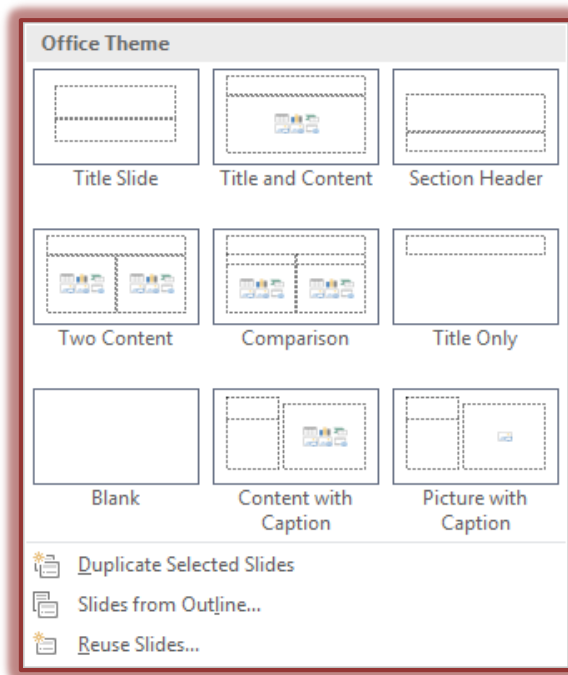 Office Theme
Title Slide
Title and Content
Section Header
Two Content
Comparison
Title Only
Blank
Content with
Caption
Picture with
Caption
Duplicate Selected Slides
Slides from Outline...
Reuse Slides...